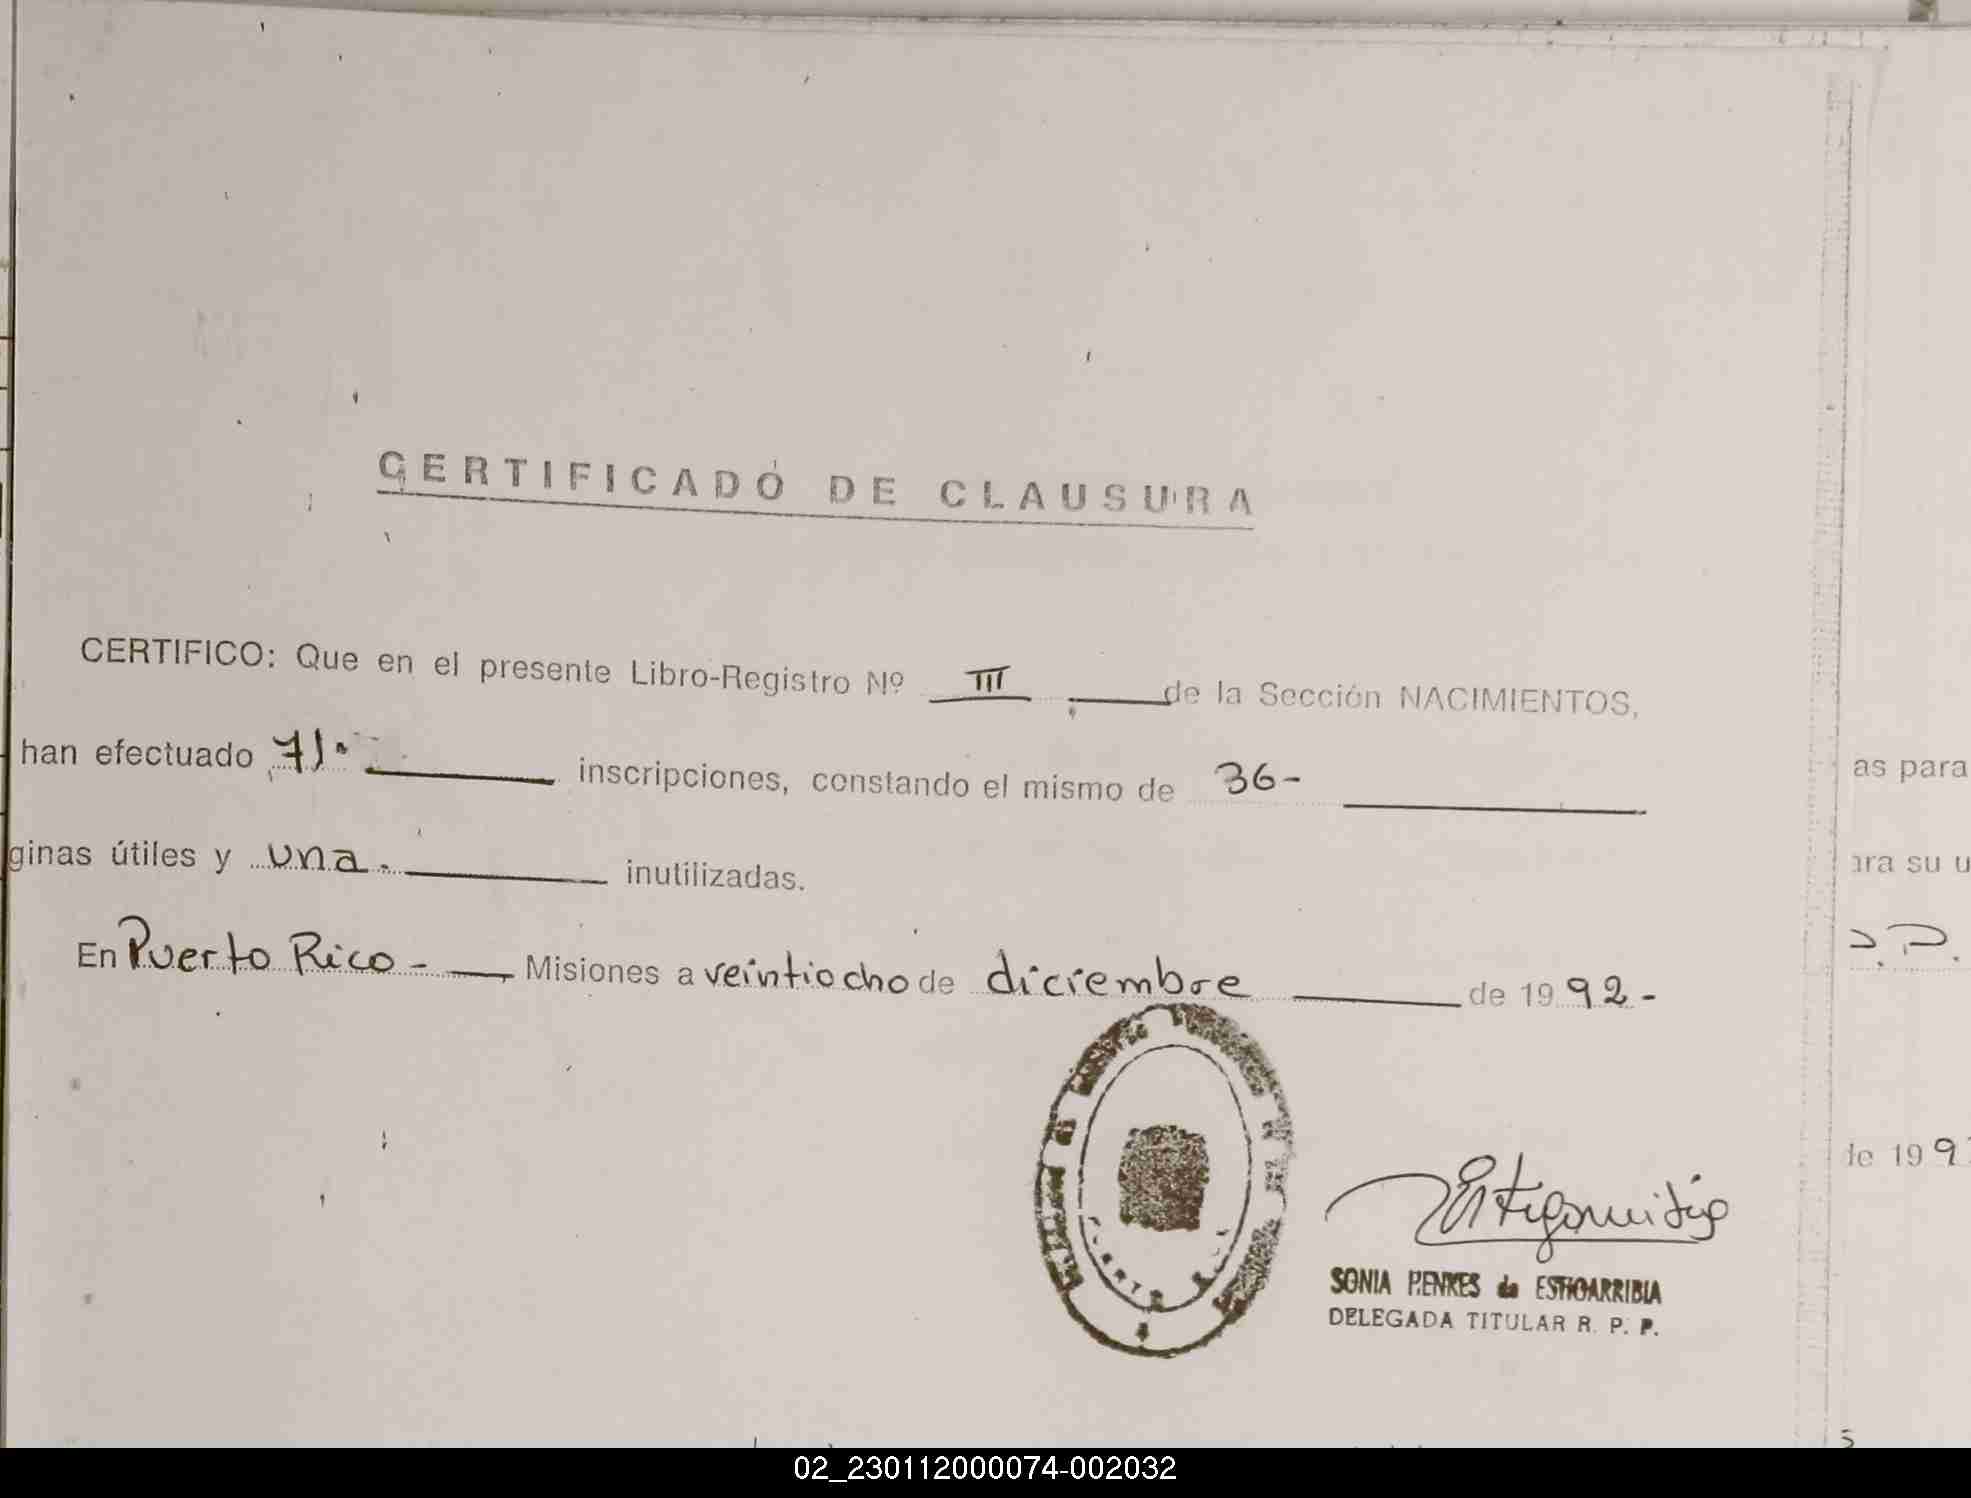 CERTIFICADO DE CLAUSURA
CERTIFICO: Que en el presente Libro-Registro Nº III de la Sección NACIMIENTOS,
han efectuado 71. inscripciones, constando el mismo de 36-
ginas útiles y una. inutilizadas.
En Puerto Rico - Misiones a veintiocho de diciembre de 1992-
SONIA de
DELEGADA TITULAR R. P. P.
as para
ara su u
de 199
5
02_230112000074-002032